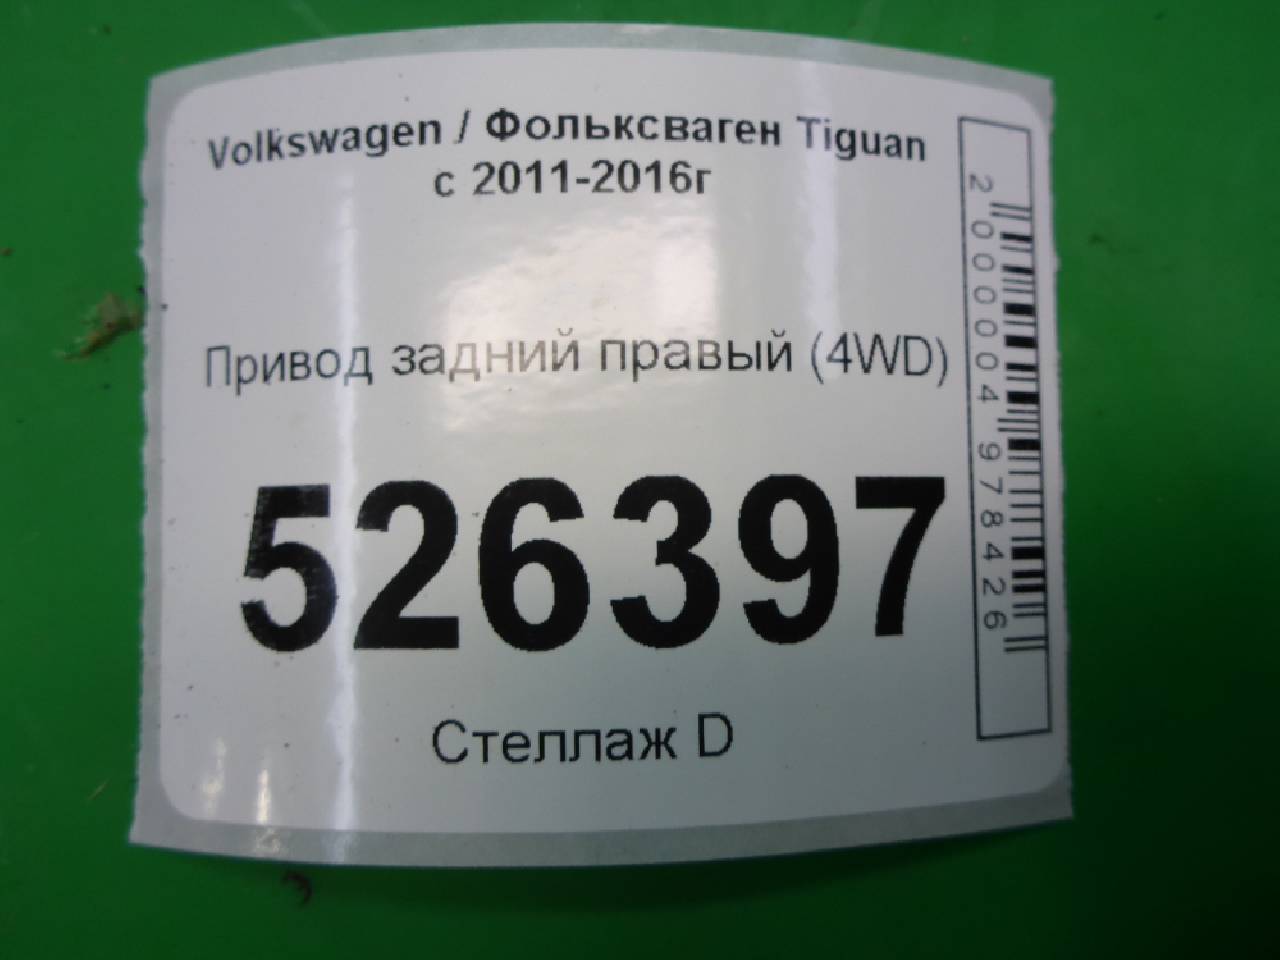 Volkswagen / Фольксваген Tiguan
с 2011-2016г
Привод задний правый (4WD)
526397
Стеллаж D
2000004978426